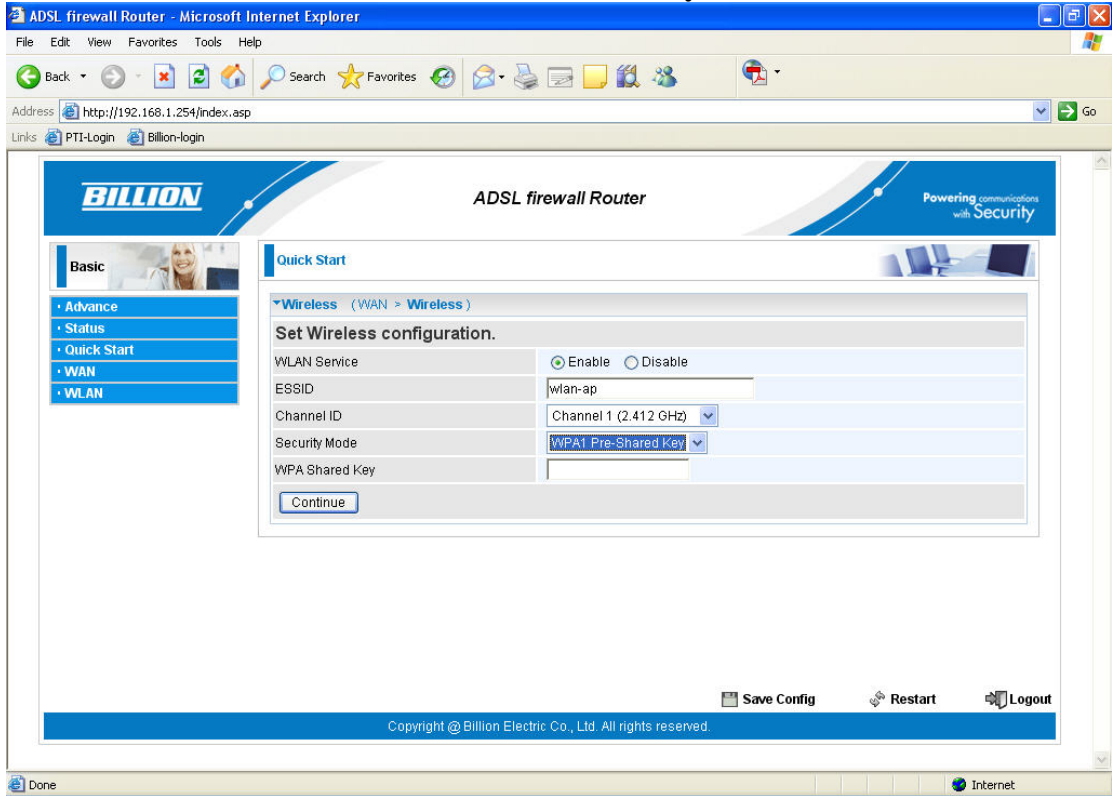 ADSL firewall Router - Microsoft Internet Explorer
File Edit View Favorites Tools Help
Back Search Favorites
Address http://192.168.1.254/index.asp Go
Links PTI-Login Billion-login
BILLION
ADSL firewall Router
Powering communications
with Security
Basic
Quick Start
Advance
Status
Quick Start
WAN
WLAN
Wireless (WAN > Wireless)
Set Wireless configuration.
WLAN Service Enable Disable
ESSID wlan-ap
Channel ID Channel 1 (2.412 GHz)
Security Mode WPA1 Pre-Shared Key
WPA Shared Key
Continue
Save Config Restart Logout
Copyright @ Billion Electric Co., Ltd. All rights reserved.
Done Internet